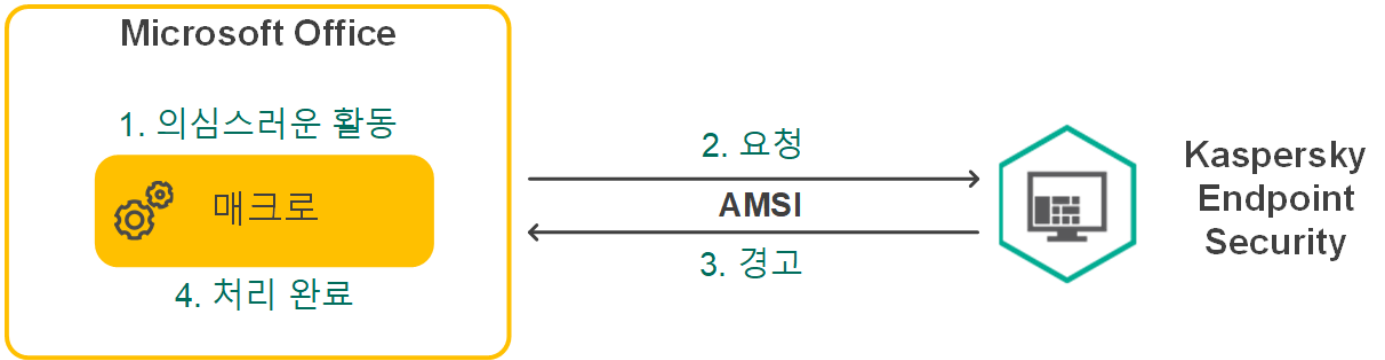 Microsoft Office
1. 의심스러운 활동
매크로
4. 처리 완료
2. 요청
AMSI
3. 경고
Kaspersky
Endpoint
Security